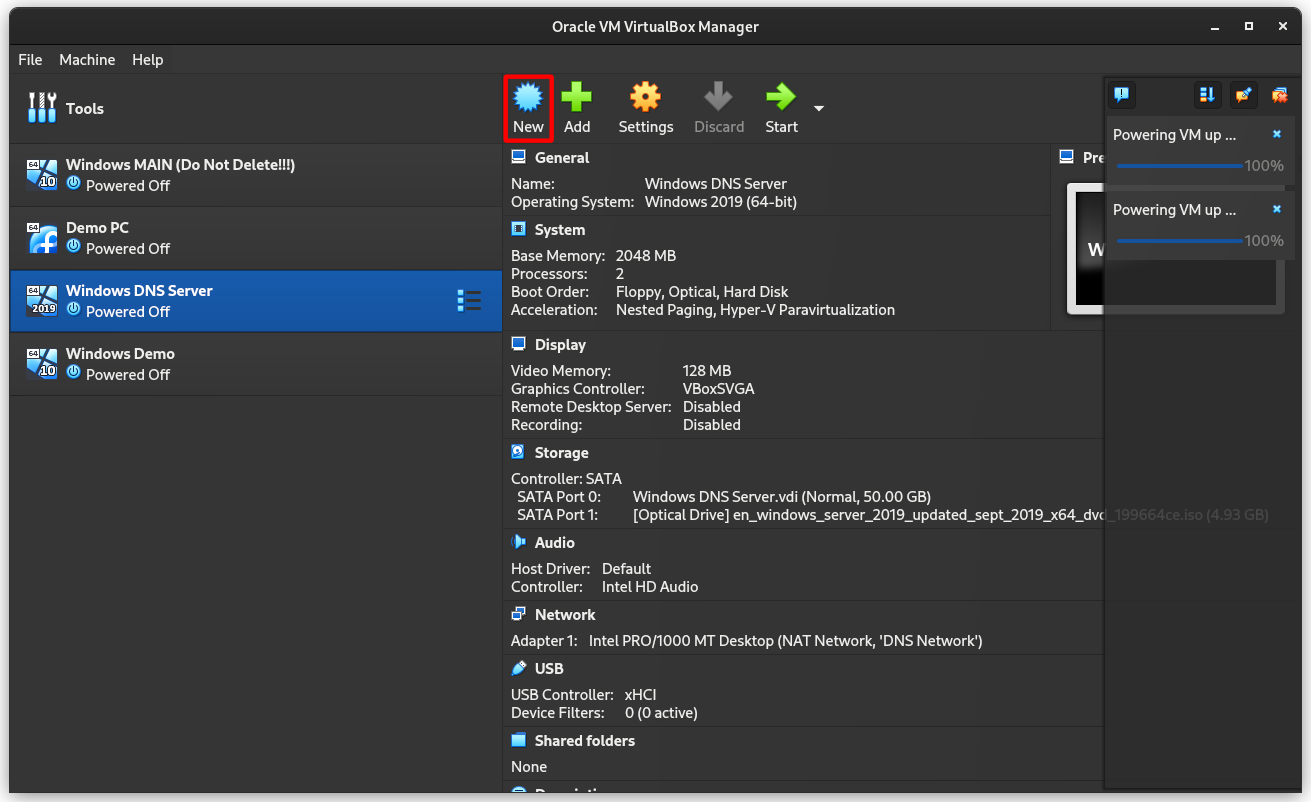 Oracle VM VirtualBox Manager
File Machine Help
Tools
New Add Settings Discard Start
64
10
Windows MAIN (Do Not Delete!!!)
Powered Off
64
Demo PC
Powered Off
64
2019
Windows DNS Server
Powered Off
64
10
Windows Demo
Powered Off
General
Name: Windows DNS Server
Operating System: Windows 2019 (64-bit)
System
Base Memory: 2048 MB
Processors: 2
Boot Order: Floppy, Optical, Hard Disk
Acceleration: Nested Paging, Hyper-V Paravirtualization
Display
Video Memory: 128 MB
Graphics Controller: VBoxSVGA
Remote Desktop Server: Disabled
Recording: Disabled
Storage
Controller: SATA
SATA Port 0: Windows DNS Server.vdi (Normal, 50.00 GB)
SATA Port 1: [Optical Drive] en_windows_server_2019_updated_sept_2019_x64_dvd_199664ce.iso (4.93 GB)
Audio
Host Driver: Default
Controller: Intel HD Audio
Network
Adapter 1: Intel PRO/1000 MT Desktop (NAT Network, 'DNS Network')
USB
USB Controller: xHCI
Device Filters: 0 (0 active)
Shared folders
None
Pre
W
Powering VM up ...
100%
Powering VM up ...
100%